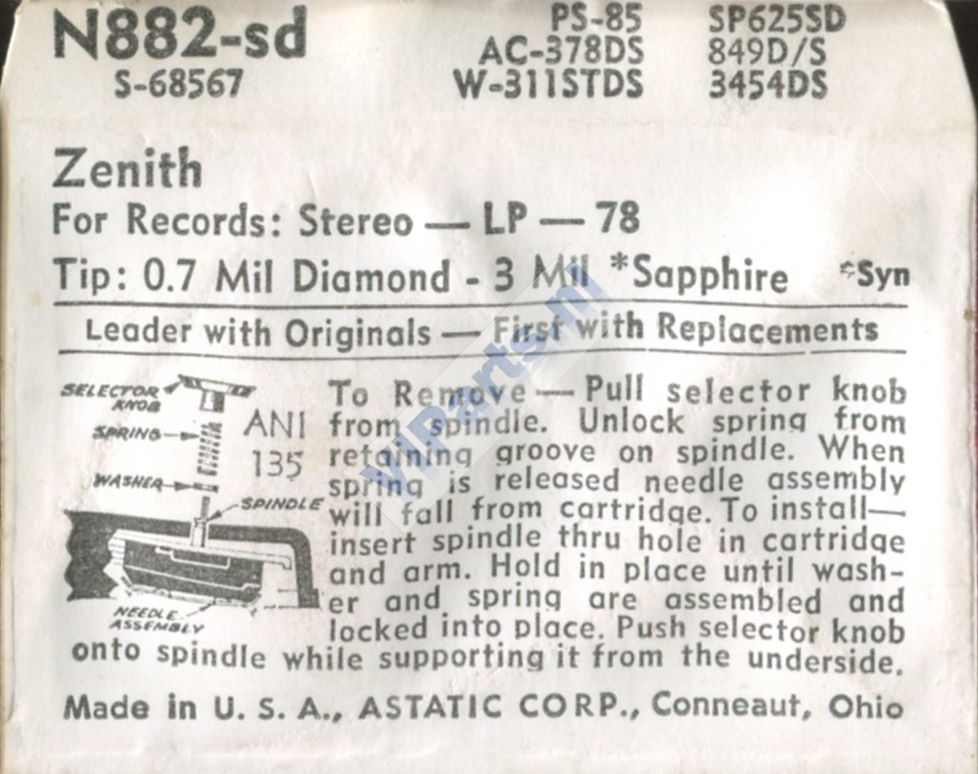 N882-sd
S-68567
PS-85 SP625SD
AC-378DS 849D/S
W-311STDS 3454DS
Zenith
For Records: Stereo — LP — 78
Tip: 0.7 Mil Diamond - 3 Mil *Sapphire *Syn
Leader with Originals — First with Replacements
SELECTOR
KNOB
SPRING
WASHER
SPINDLE
NEEDLE
ASSEMBLY
ANI
135
To Remove — Pull selector knob
from spindle. Unlock spring from
retaining groove on spindle. When
spring is released needle assembly
will fall from cartridge. To install—
insert spindle thru hole in cartridge
and arm. Hold in place until wash-
er and spring are assembled and
locked into place. Push selector knob
onto spindle while supporting it from the underside.
Made in U. S. A., ASTATIC CORP., Conneaut, Ohio
ViParts.nl